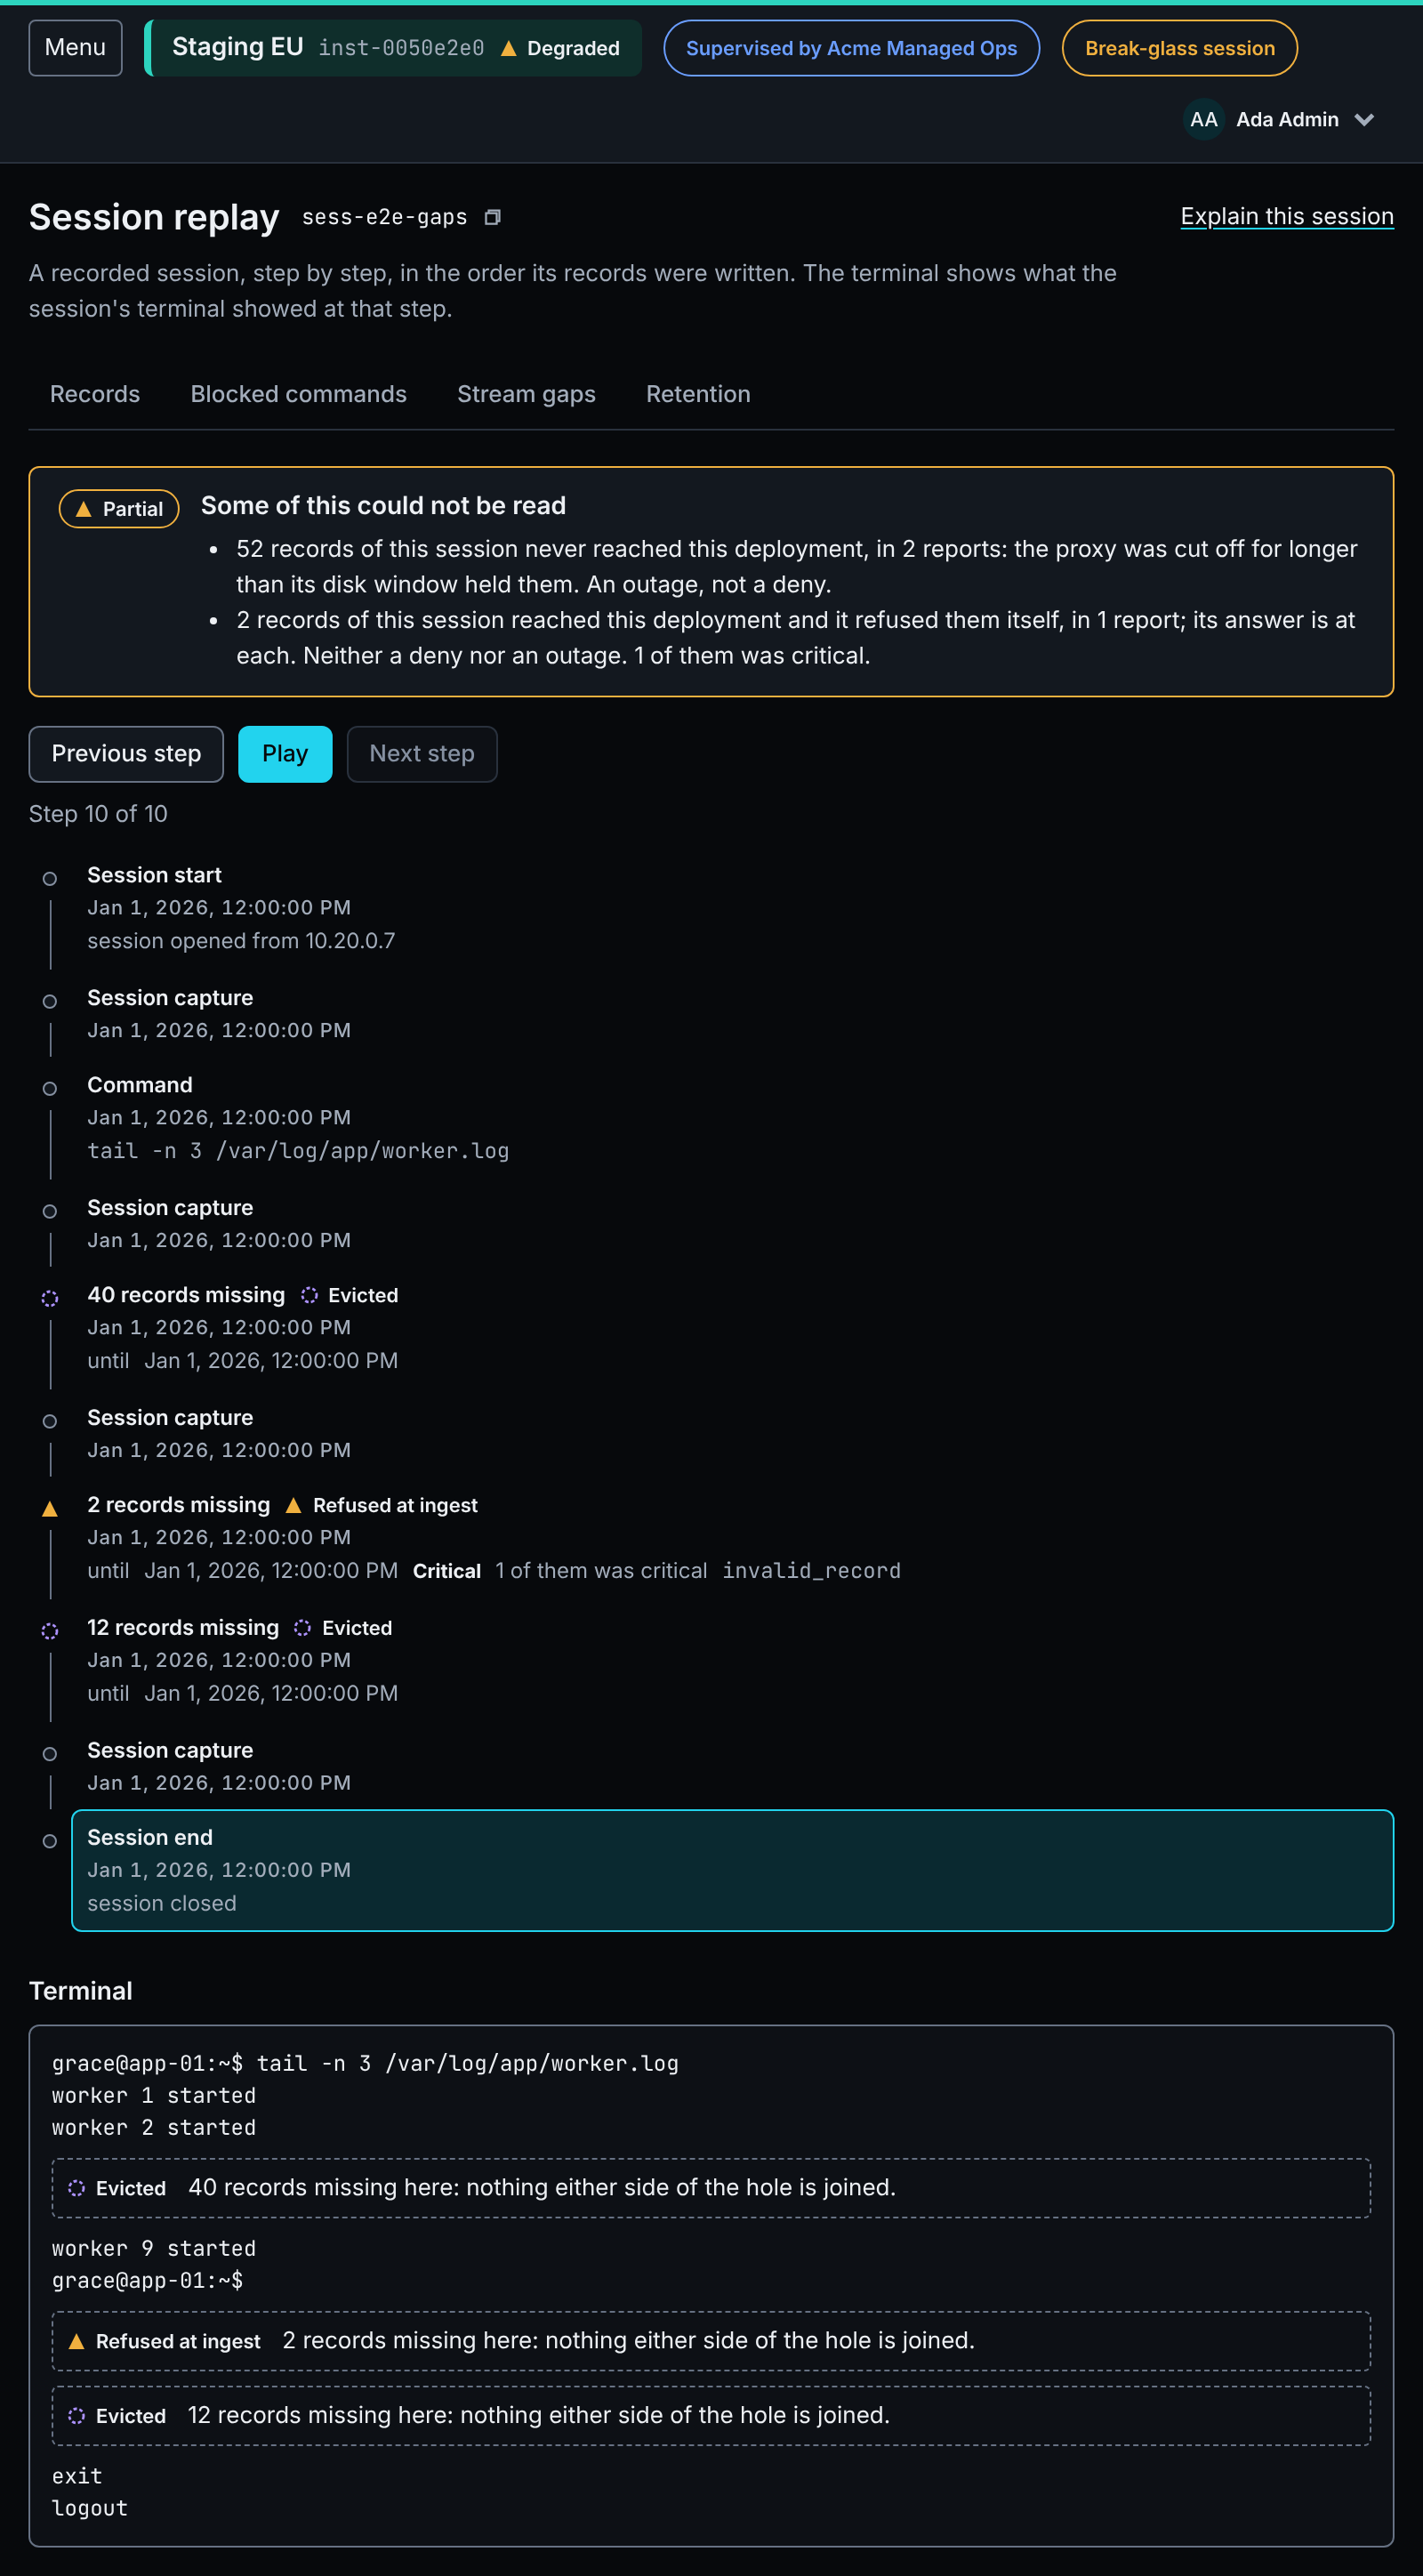 Menu
Staging EU inst-0050e2e0 Degraded
Supervised by Acme Managed Ops
Break-glass session
AA Ada Admin
Session replay sess-e2e-gaps
Explain this session
A recorded session, step by step, in the order its records were written. The terminal shows what the
session's terminal showed at that step.
Records Blocked commands Stream gaps Retention
Partial Some of this could not be read
• 52 records of this session never reached this deployment, in 2 reports: the proxy was cut off for longer
than its disk window held them. An outage, not a deny.
• 2 records of this session reached this deployment and it refused them itself, in 1 report; its answer is at
each. Neither a deny nor an outage. 1 of them was critical.
Previous step Play Next step
Step 10 of 10
Session start
Jan 1, 2026, 12:00:00 PM
session opened from 10.20.0.7
Session capture
Jan 1, 2026, 12:00:00 PM
Command
Jan 1, 2026, 12:00:00 PM
tail -n 3 /var/log/app/worker.log
Session capture
Jan 1, 2026, 12:00:00 PM
40 records missing Evicted
Jan 1, 2026, 12:00:00 PM
until Jan 1, 2026, 12:00:00 PM
Session capture
Jan 1, 2026, 12:00:00 PM
2 records missing Refused at ingest
Jan 1, 2026, 12:00:00 PM
until Jan 1, 2026, 12:00:00 PM Critical 1 of them was critical invalid_record
12 records missing Evicted
Jan 1, 2026, 12:00:00 PM
until Jan 1, 2026, 12:00:00 PM
Session capture
Jan 1, 2026, 12:00:00 PM
Session end
Jan 1, 2026, 12:00:00 PM
session closed
Terminal
grace@app-01:~$ tail -n 3 /var/log/app/worker.log
worker 1 started
worker 2 started
Evicted 40 records missing here: nothing either side of the hole is joined.
worker 9 started
grace@app-01:~$
Refused at ingest 2 records missing here: nothing either side of the hole is joined.
Evicted 12 records missing here: nothing either side of the hole is joined.
exit
logout